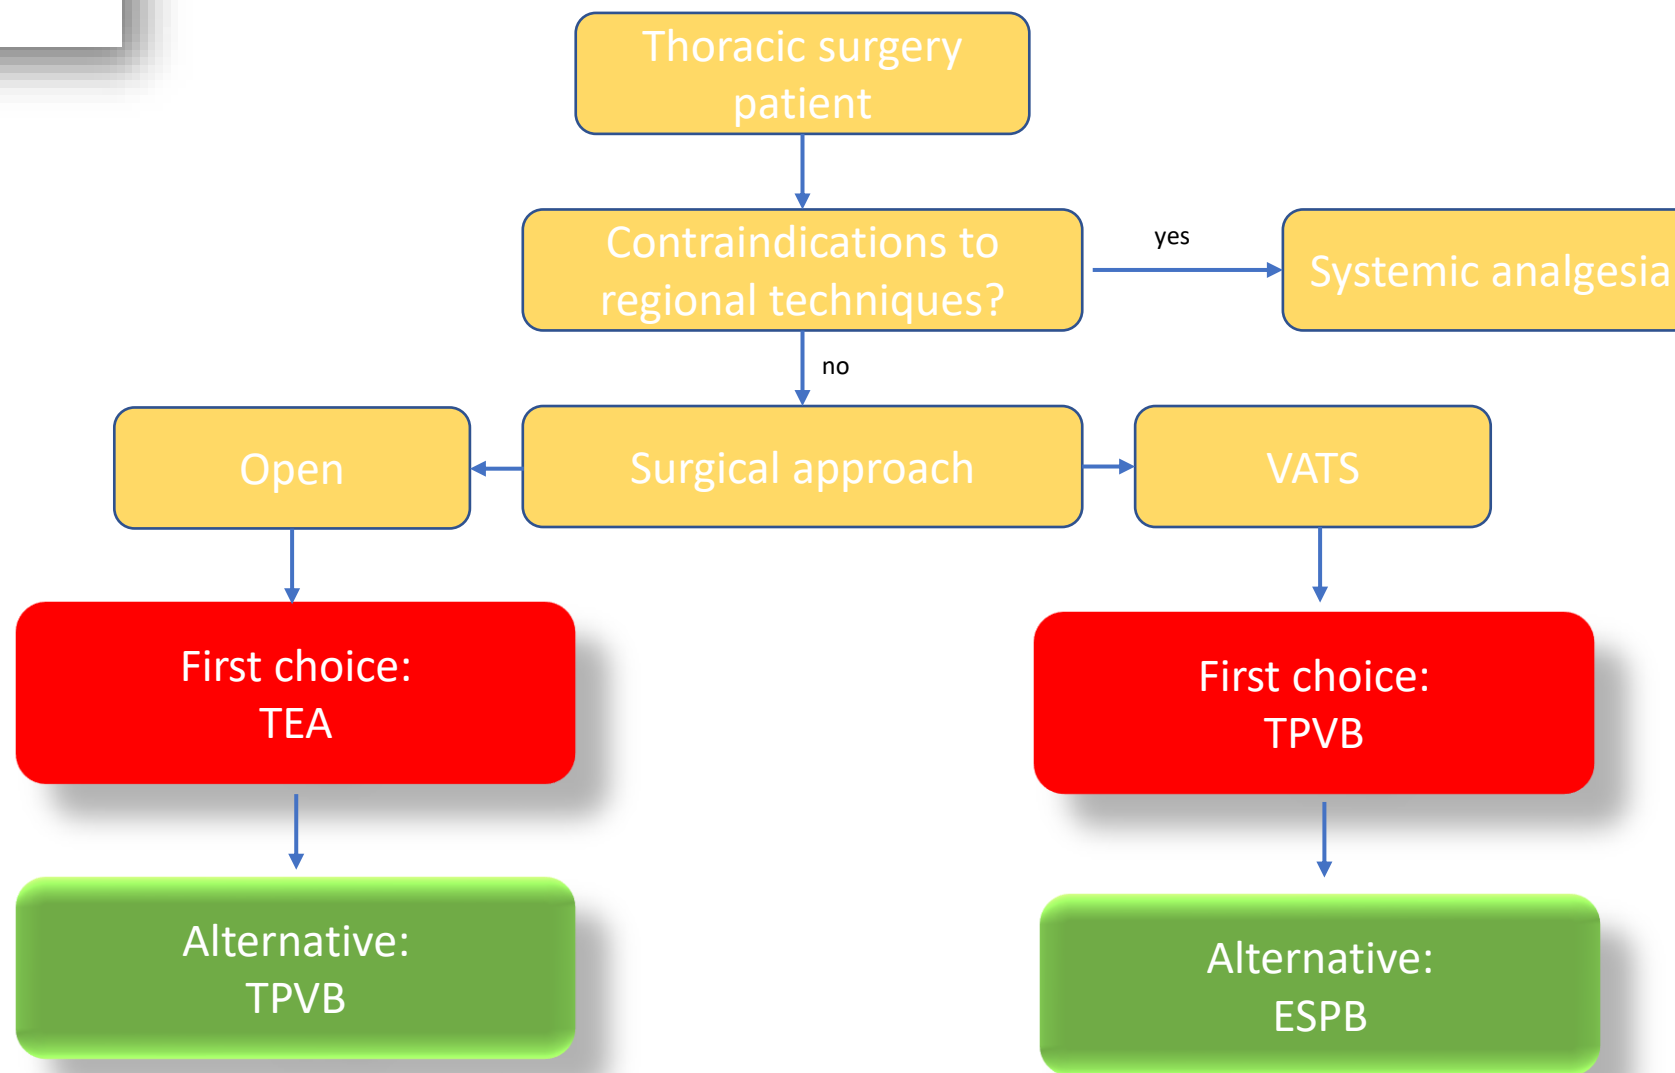 Thoracic surgery
patient
Contraindications to
regional techniques?
yes
Systemic analgesia
no
Open
Surgical approach
VATS
First choice:
TEA
First choice:
TPVB
Alternative:
TPVB
Alternative:
ESPB